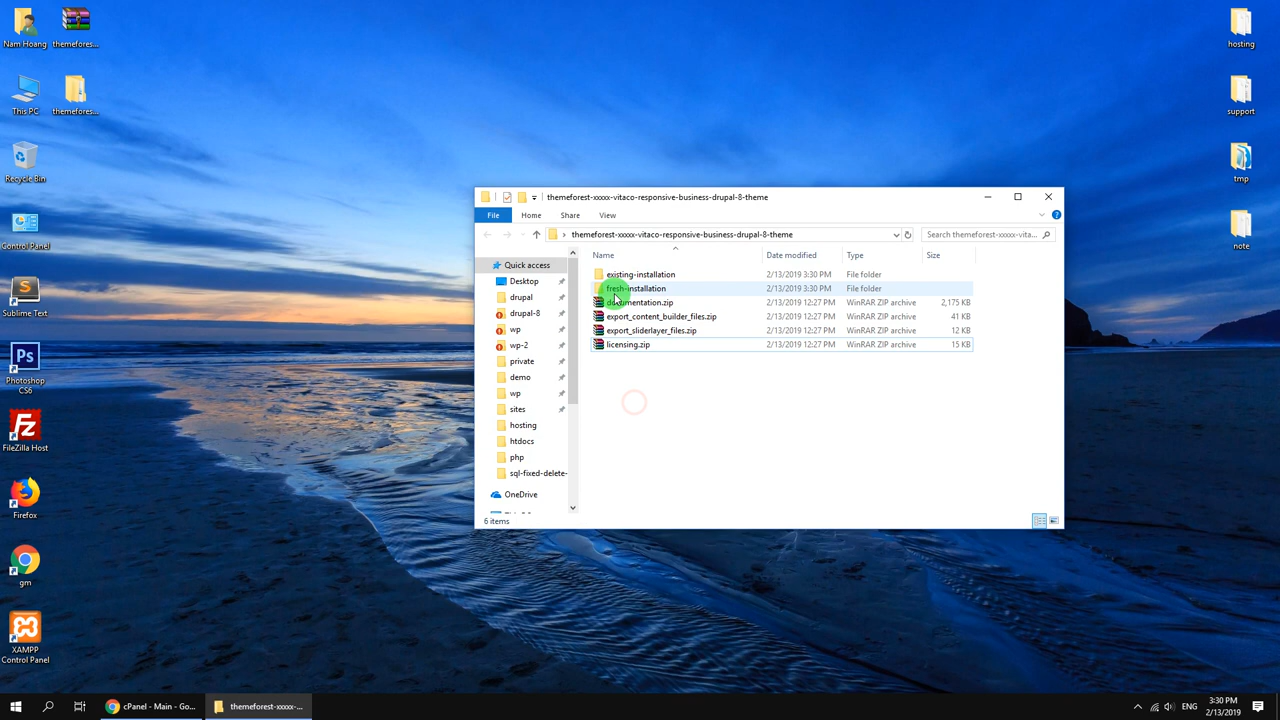 Nam Hoang
themefores...
This PC
themefores...
Recycle Bin
Control Panel
Sublime Text
Ps
Photoshop
CS6
FileZilla Host
Firefox
gm
XAMPP
Control Panel
hosting
support
tmp
note
themeforest-xxxxx-vitaco-responsive-business-drupal-8-theme
File Home Share View
themeforest-xxxxx-vitaco-responsive-business-drupal-8-theme
Search themeforest-xxxxx-vita...
Name Date modified Type Size
existing-installation 2/13/2019 3:30 PM File folder
fresh-installation 2/13/2019 3:30 PM File folder
documentation.zip 2/13/2019 12:27 PM WinRAR ZIP archive 2,175 KB
export_content_builder_files.zip 2/13/2019 12:27 PM WinRAR ZIP archive 41 KB
export_sliderlayer_files.zip 2/13/2019 12:27 PM WinRAR ZIP archive 12 KB
licensing.zip 2/13/2019 12:27 PM WinRAR ZIP archive 15 KB
Quick access
Desktop
drupal
drupal-8
wp
wp-2
private
demo
wp
sites
hosting
htdocs
php
sql-fixed-delete-
OneDrive
6 items
cPanel - Main - Go...
themeforest-xxxx-...
ENG
3:30 PM
2/13/2019